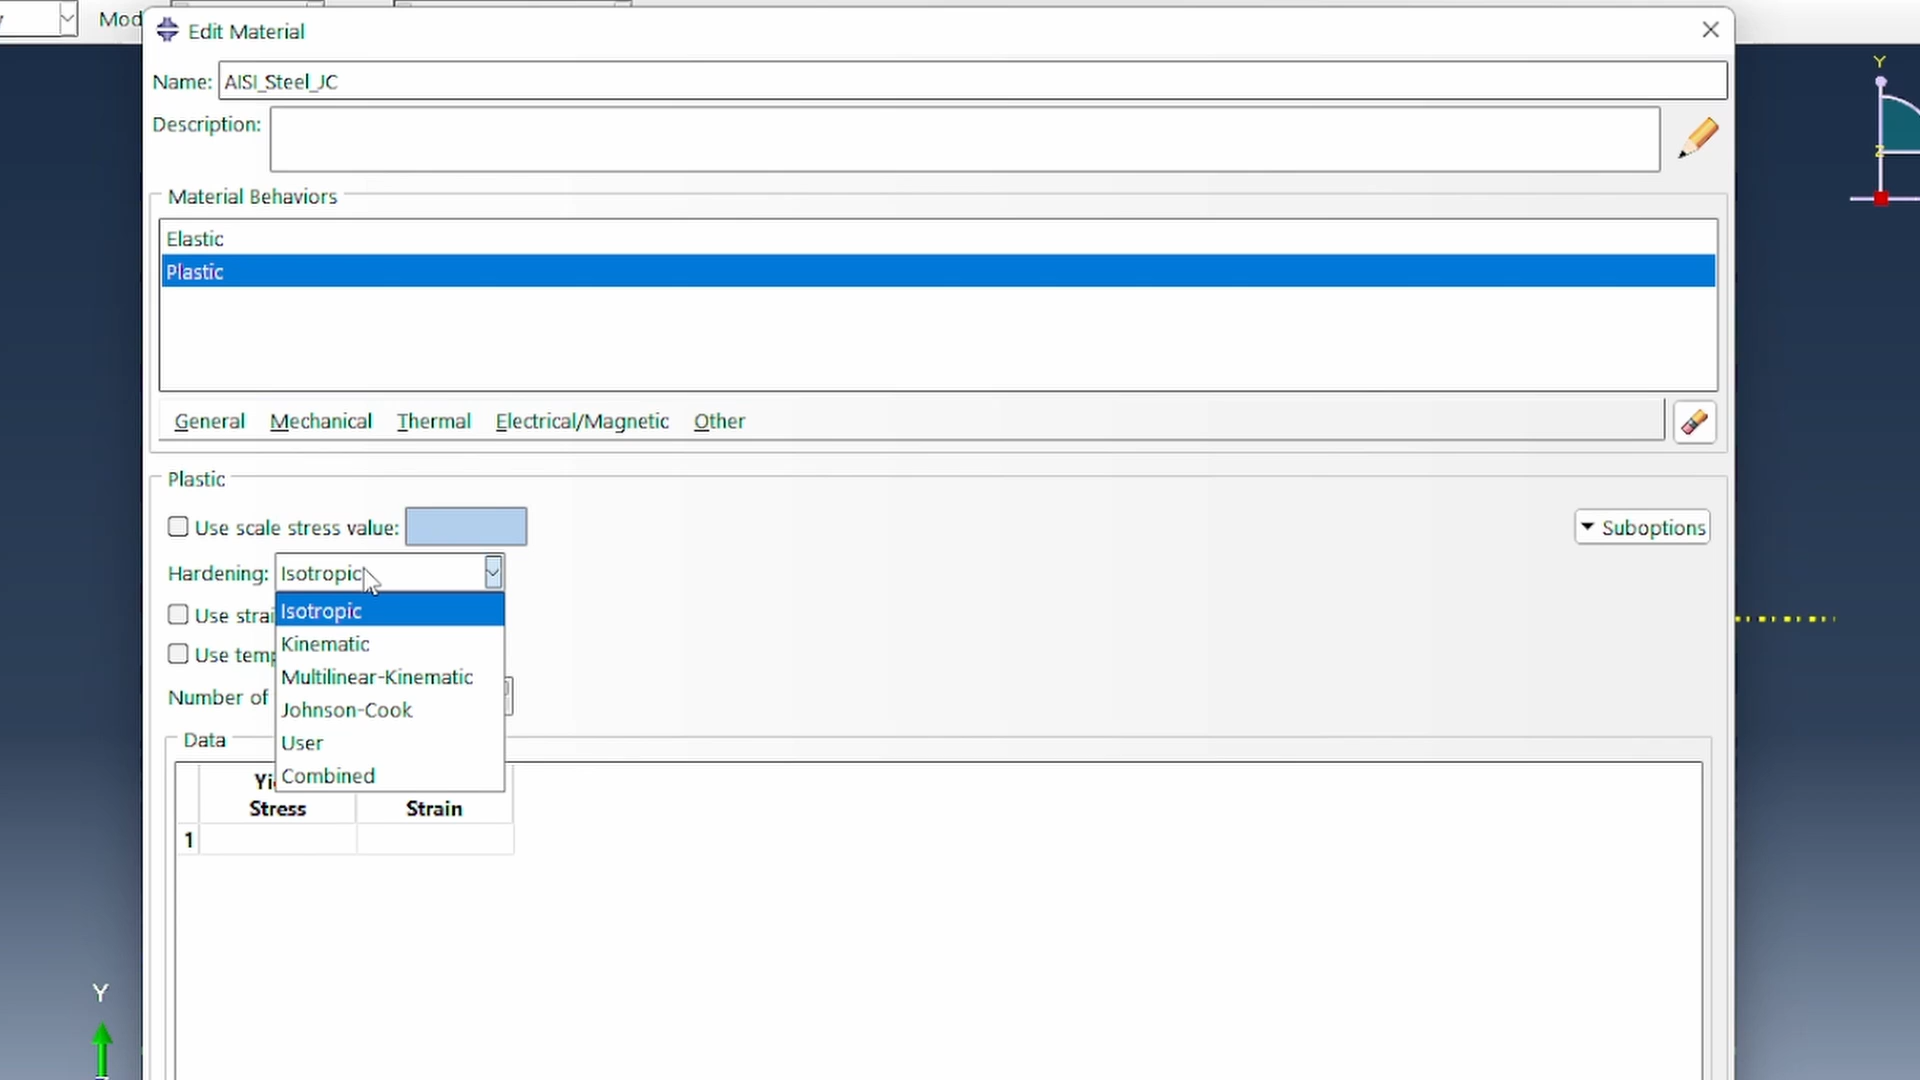 Mod
Edit Material
Name: AISI_Steel_JC
Description:
Material Behaviors
Elastic
Plastic
General Mechanical Thermal Electrical/Magnetic Other
Plastic
Use scale stress value:
Suboptions
Hardening: Isotropic
Isotropic
Kinematic
Multilinear-Kinematic
Johnson-Cook
User
Combined
Use strai
Use temp
Number of
Data
Yi
Stress Strain
1
Y
Z
Y